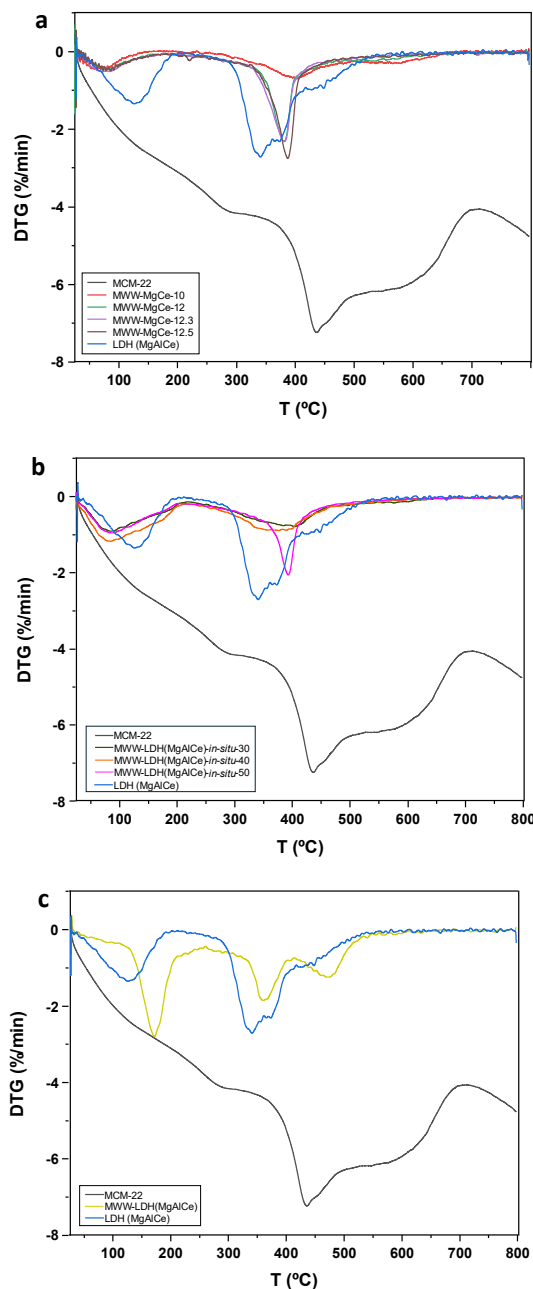 a
DTG (%/min)
0
-2
-4
-6
-8
MCM-22
MWW-MgCe-10
MWW-MgCe-12
MWW-MgCe-12.3
MWW-MgCe-12.5
LDH (MgAlCe)
100 200 300 400 500 600 700
T (ºC)
b
DTG (%/min)
0
-2
-4
-6
-8
MCM-22
MWW-LDH(MgAlCe)-in-situ-30
MWW-LDH(MgAlCe)-in-situ-40
MWW-LDH(MgAlCe)-in-situ-50
LDH (MgAlCe)
100 200 300 400 500 600 700 800
T (ºC)
c
DTG (%/min)
0
-2
-4
-6
-8
MCM-22
MWW-LDH(MgAlCe)
LDH (MgAlCe)
100 200 300 400 500 600 700 800
T (ºC)